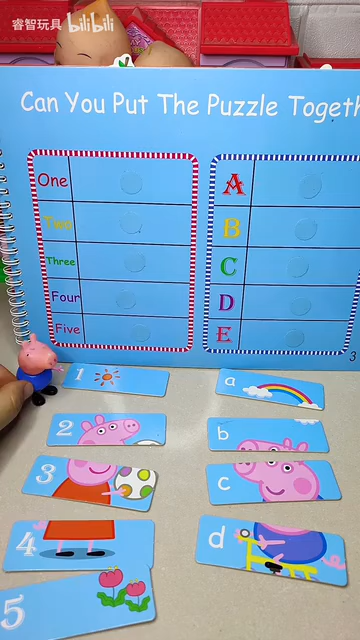 睿智玩具 bilibili
Can You Put The Puzzle Togeth
One
Two
Three
Four
Five
A
B
C
D
E
3
1
2
3
4
5
a
b
c
d